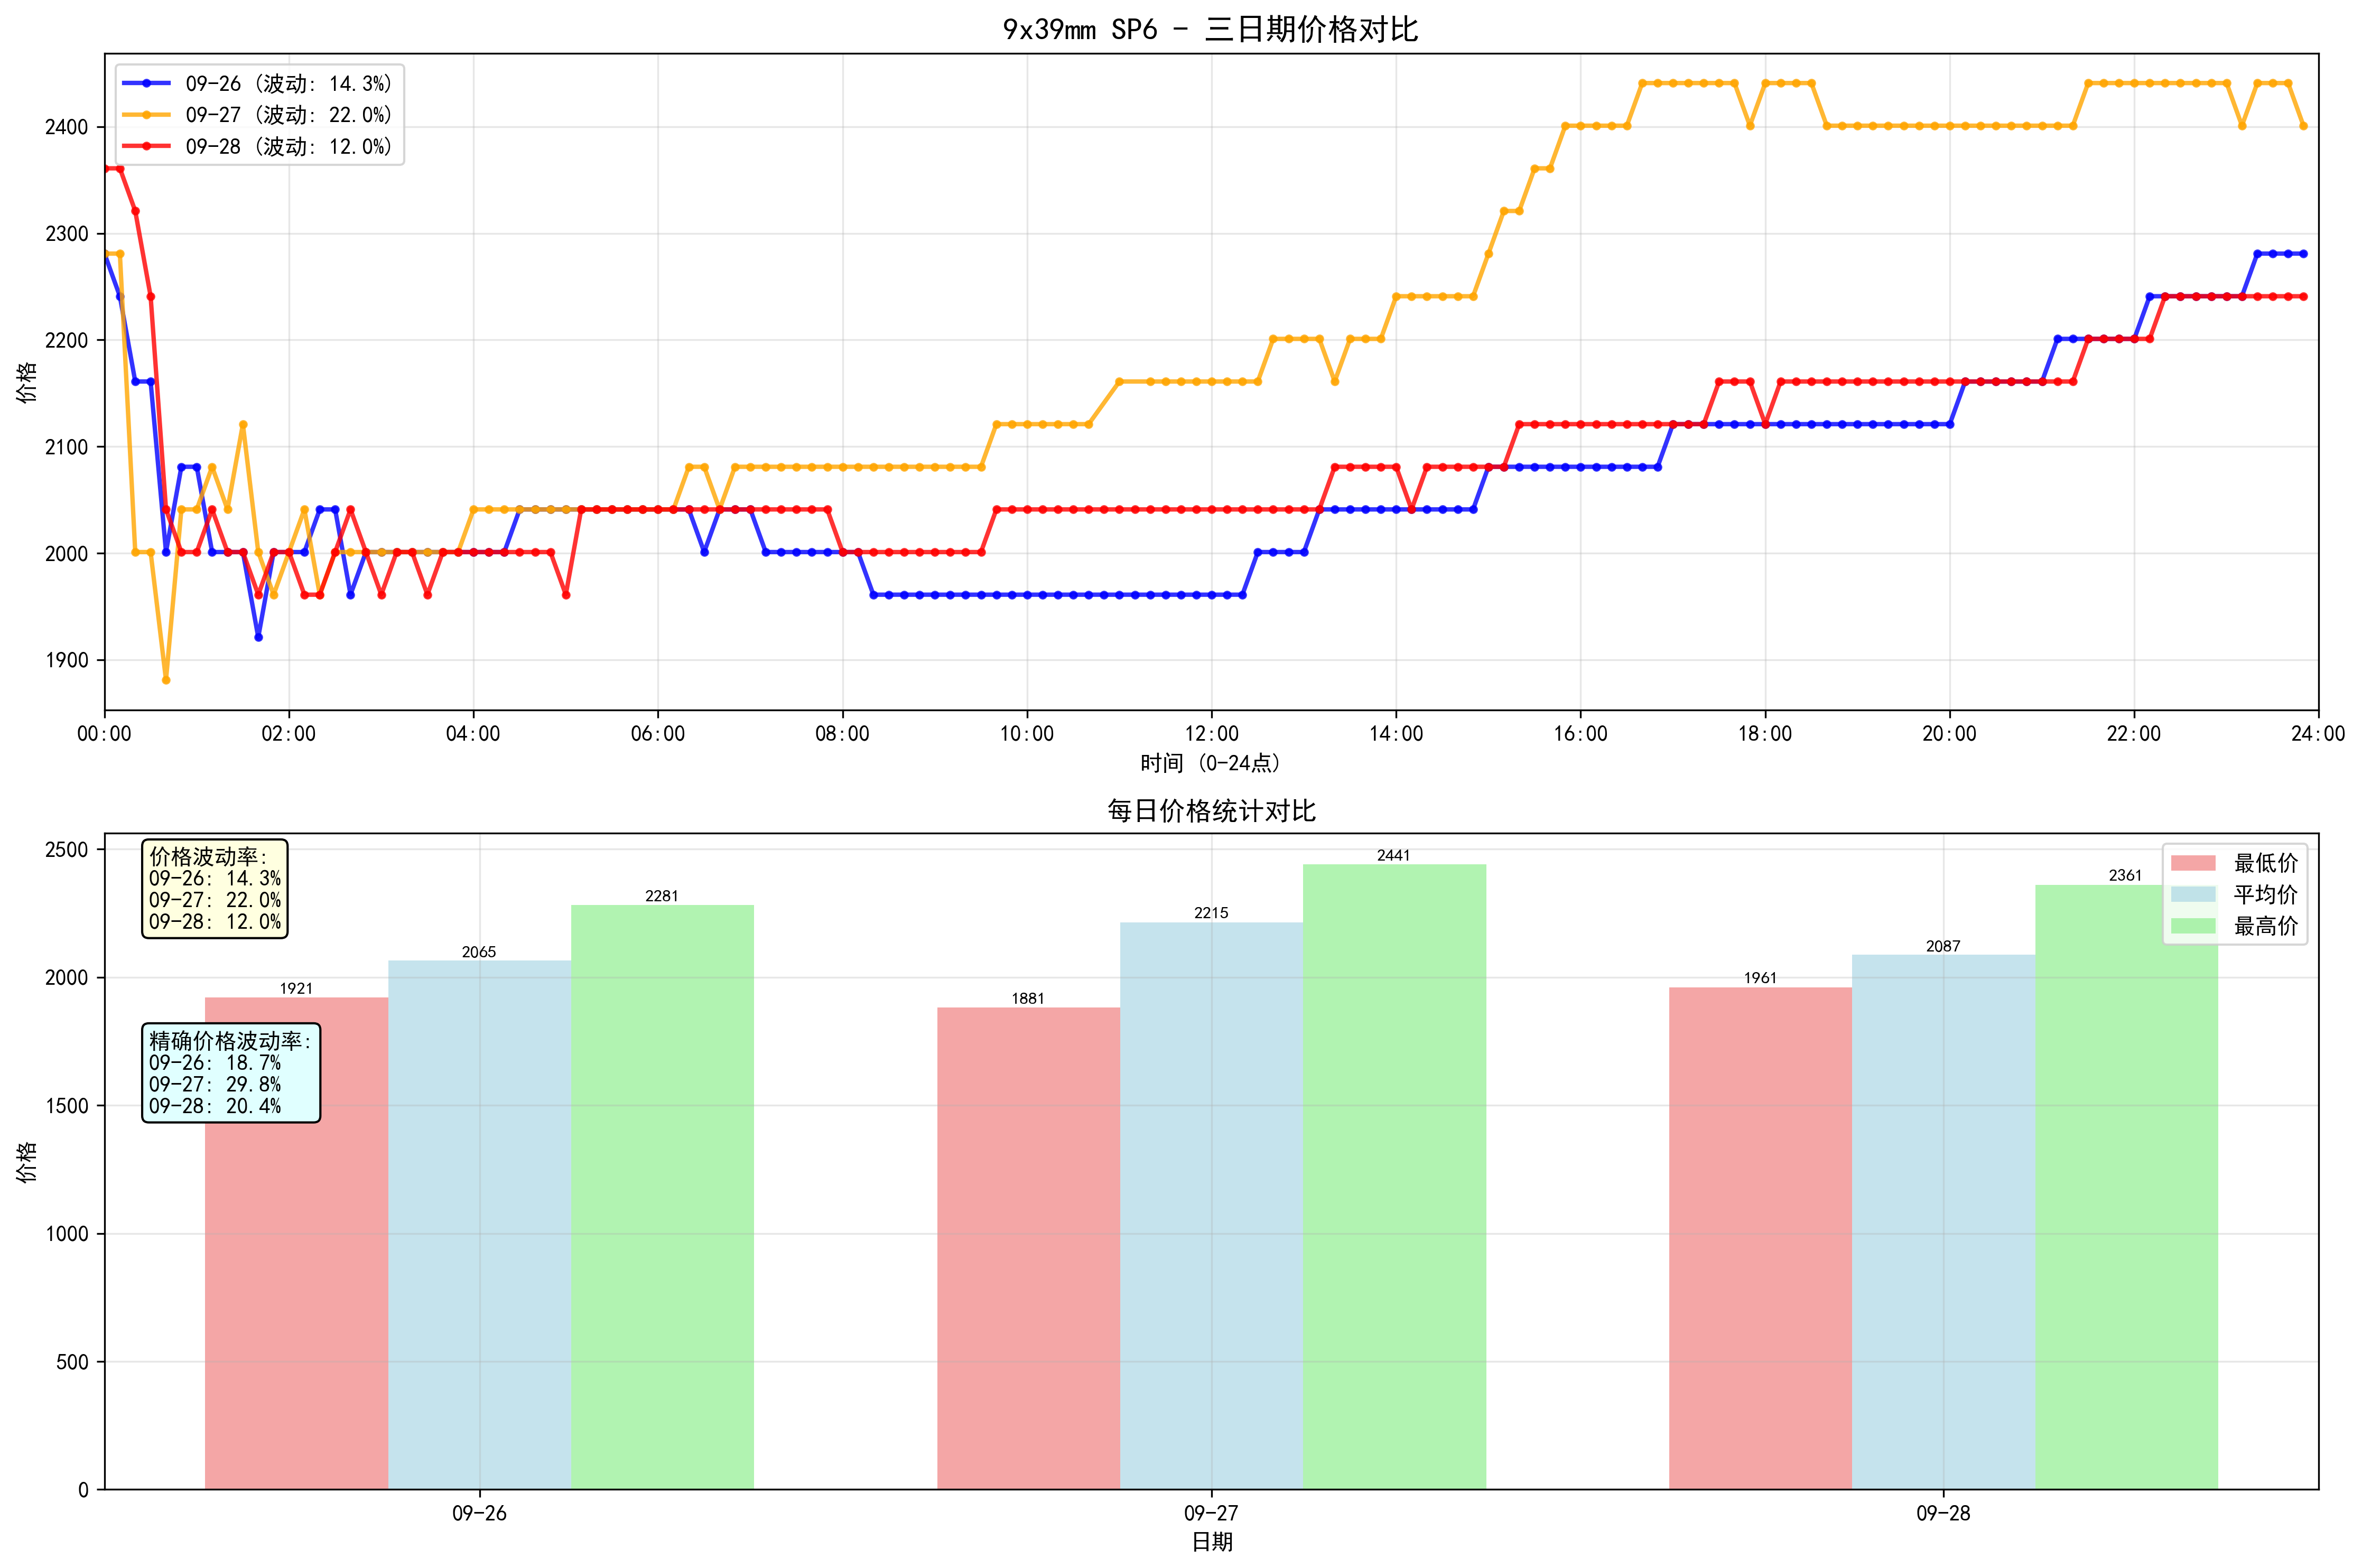 9x39mm SP6 - 三日期价格对比
09-26 (波动: 14.3%)
09-27 (波动: 22.0%)
09-28 (波动: 12.0%)
价格
2400
2300
2200
2100
2000
1900
00:00 02:00 04:00 06:00 08:00 10:00 12:00 14:00 16:00 18:00 20:00 22:00 24:00
时间 (0-24点)
每日价格统计对比
价格波动率:
09-26: 14.3%
09-27: 22.0%
09-28: 12.0%
精确价格波动率:
09-26: 18.7%
09-27: 29.8%
09-28: 20.4%
最低价
平均价
最高价
价格
2500
2000
1500
1000
500
0
1921
2065
2281
1881
2215
2441
1961
2087
2361
09-26 09-27 09-28
日期